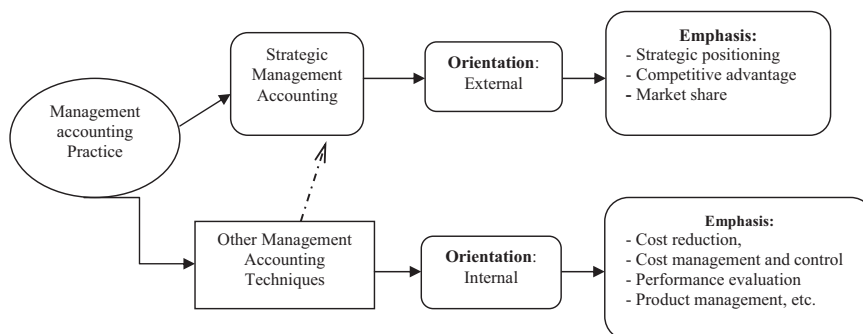 Management
accounting
Practice
Strategic
Management
Accounting
Orientation:
External
Emphasis:
- Strategic positioning
- Competitive advantage
- Market share
Other Management
Accounting
Techniques
Orientation:
Internal
Emphasis:
- Cost reduction,
- Cost management and control
- Performance evaluation
- Product management, etc.